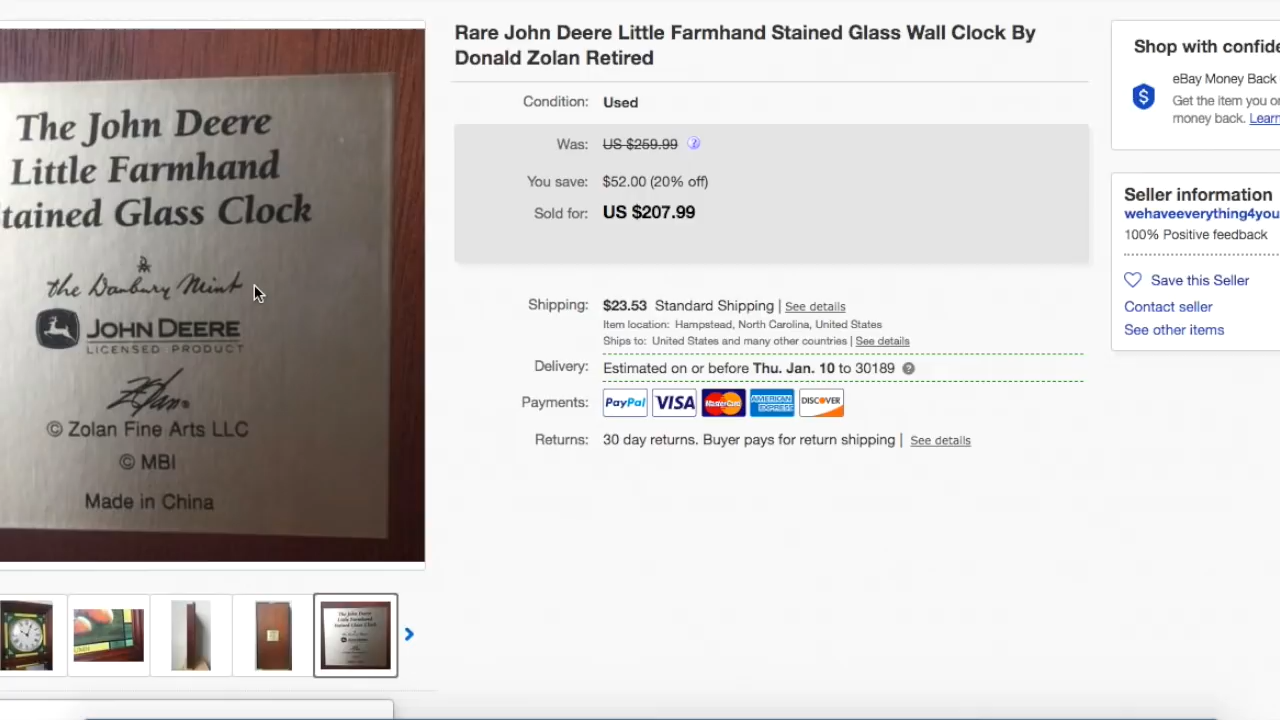 The John Deere
Little Farmhand
tained Glass Clock
the Danbury Mint
JOHN DEERE
LICENSED PRODUCT
Zolan
© Zolan Fine Arts LLC
© MBI
Made in China
Rare John Deere Little Farmhand Stained Glass Wall Clock By
Donald Zolan Retired
Condition: Used
Was: US $259.99
You save: $52.00 (20% off)
Sold for: US $207.99
Shipping: $23.53 Standard Shipping | See details
Item location: Hampstead, North Carolina, United States
Ships to: United States and many other countries | See details
Delivery: Estimated on or before Thu. Jan. 10 to 30189
Payments: PayPal VISA MasterCard AMERICAN EXPRESS DISCOVER
Returns: 30 day returns. Buyer pays for return shipping | See details
Shop with confide
eBay Money Back
Get the item you or
money back. Learn
Seller information
wehaveeverything4you
100% Positive feedback
Save this Seller
Contact seller
See other items